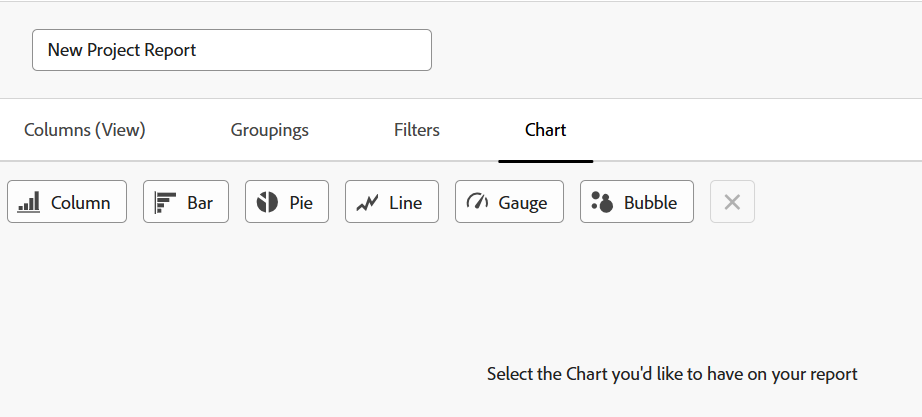 New Project Report
Columns (View) Groupings Filters Chart
Column Bar Pie Line Gauge Bubble
Select the Chart you'd like to have on your report